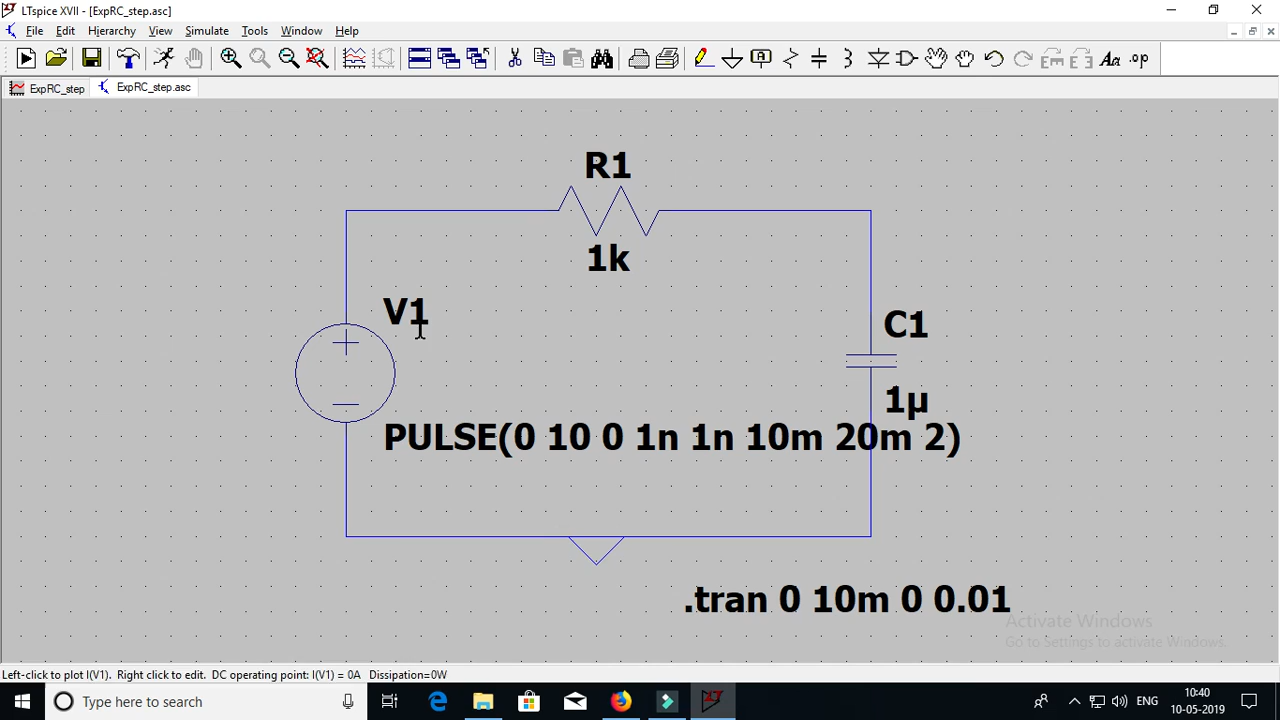 LTspice XVII - [ExpRC_step.asc]
File Edit Hierarchy View Simulate Tools Window Help
.op
ExpRC_step ExpRC_step.asc
R1
1k
V1
C1
1µ
PULSE(0 10 0 1n 1n 10m 20m 2)
.tran 0 10m 0 0.01
Activate Windows
Go to Settings to activate Windows.
Left-click to plot I(V1). Right click to edit. DC operating point: I(V1) = 0A Dissipation=0W
Type here to search
ENG
10:40
10-05-2019